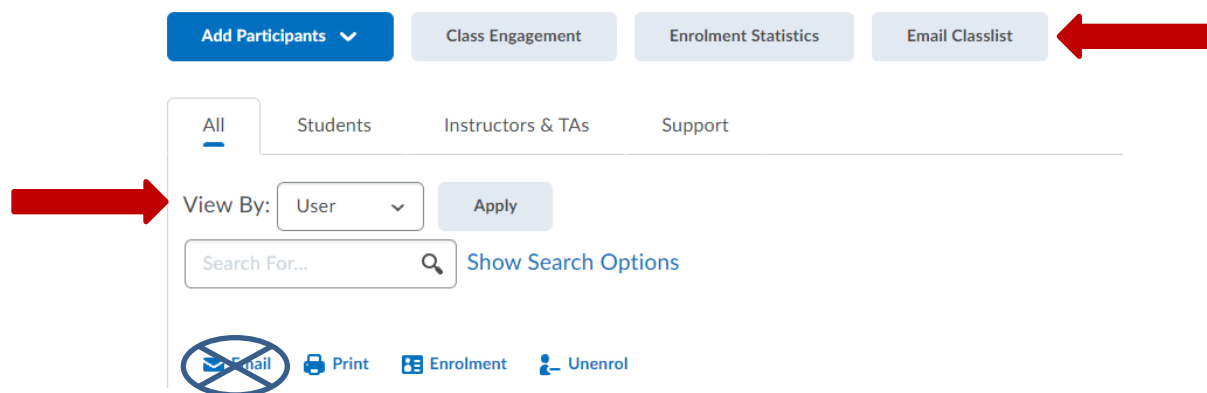 Add Participants Class Engagement Enrolment Statistics Email Classlist
All Students Instructors & TAs Support
View By: User Apply
Search For... Show Search Options
Email Print Enrolment Unenrol